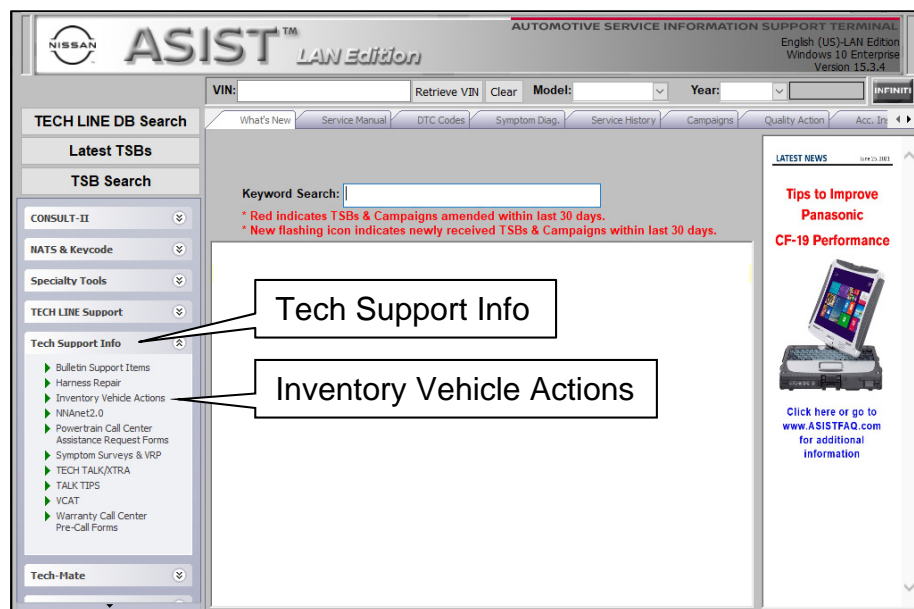 NISSAN
ASIST™
LAN Edition
AUTOMOTIVE SERVICE INFORMATION SUPPORT TERMINAL
English (US)-LAN Edition
Windows 10 Enterprise
Version 15.3.4
VIN:
Retrieve VIN
Clear
Model:
Year:
INFINITI
TECH LINE DB Search
Latest TSBs
TSB Search
What's New
Service Manual
DTC Codes
Symptom Diag.
Service History
Campaigns
Quality Action
Acc.
Keyword Search:
* Red indicates TSBs & Campaigns amended within last 30 days.
* New flashing icon indicates newly received TSBs & Campaigns within last 30 days.
CONSULT-II
NATS & Keycode
Specialty Tools
TECH LINE Support
Tech Support Info
Bulletin Support Items
Harness Repair
Inventory Vehicle Actions
NNAnet2.0
Powertrain Call Center
Assistance Request Forms
Symptom Surveys & VRP
TECH TALK/XTRA
TALK TIPS
VCAT
Warranty Call Center
Pre-Call Forms
Tech-Mate
Tech Support Info
Inventory Vehicle Actions
LATEST NEWS
June 25, 2021
Tips to Improve
Panasonic
CF-19 Performance
Click here or go to
www.ASISTFAQ.com
for additional
information